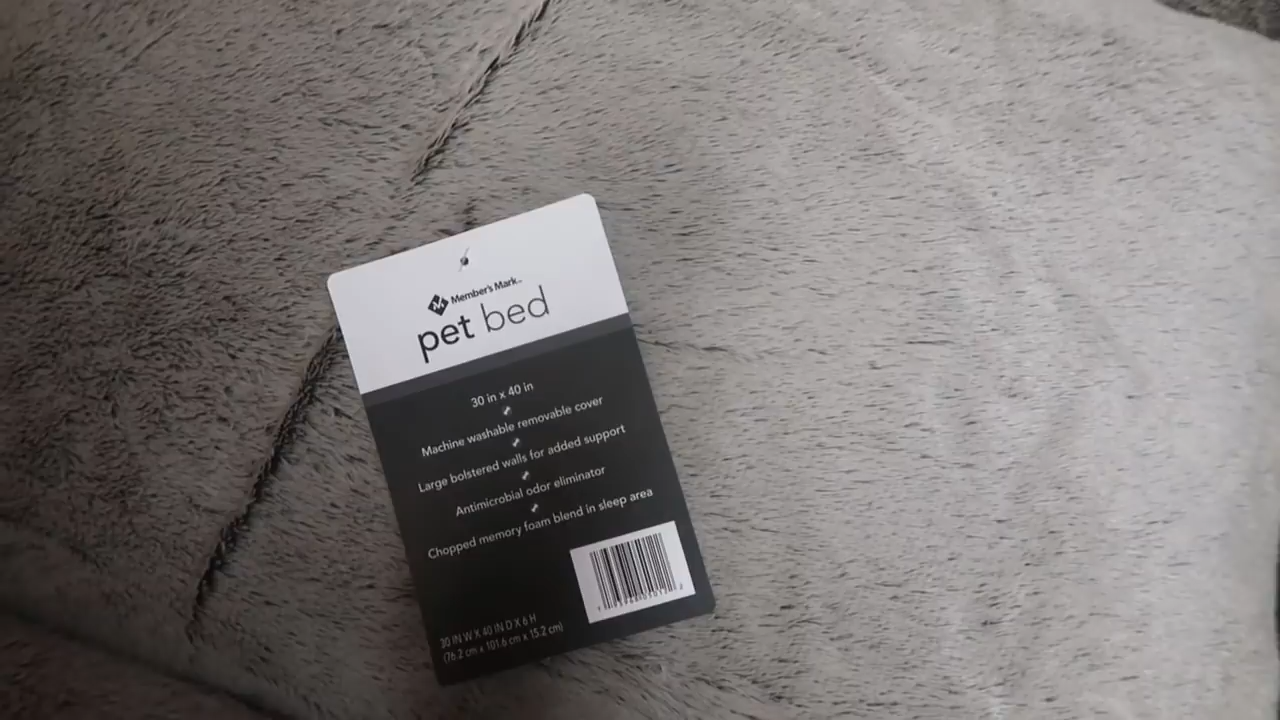 Member's Mark™
pet bed
30 in x 40 in
Machine washable removable cover
Large bolstered walls for added support
Antimicrobial odor eliminator
Chopped memory foam blend in sleep area
30 IN W X 40 IN D X 6 H
(76.2 cm x 101.6 cm x 15.2 cm)